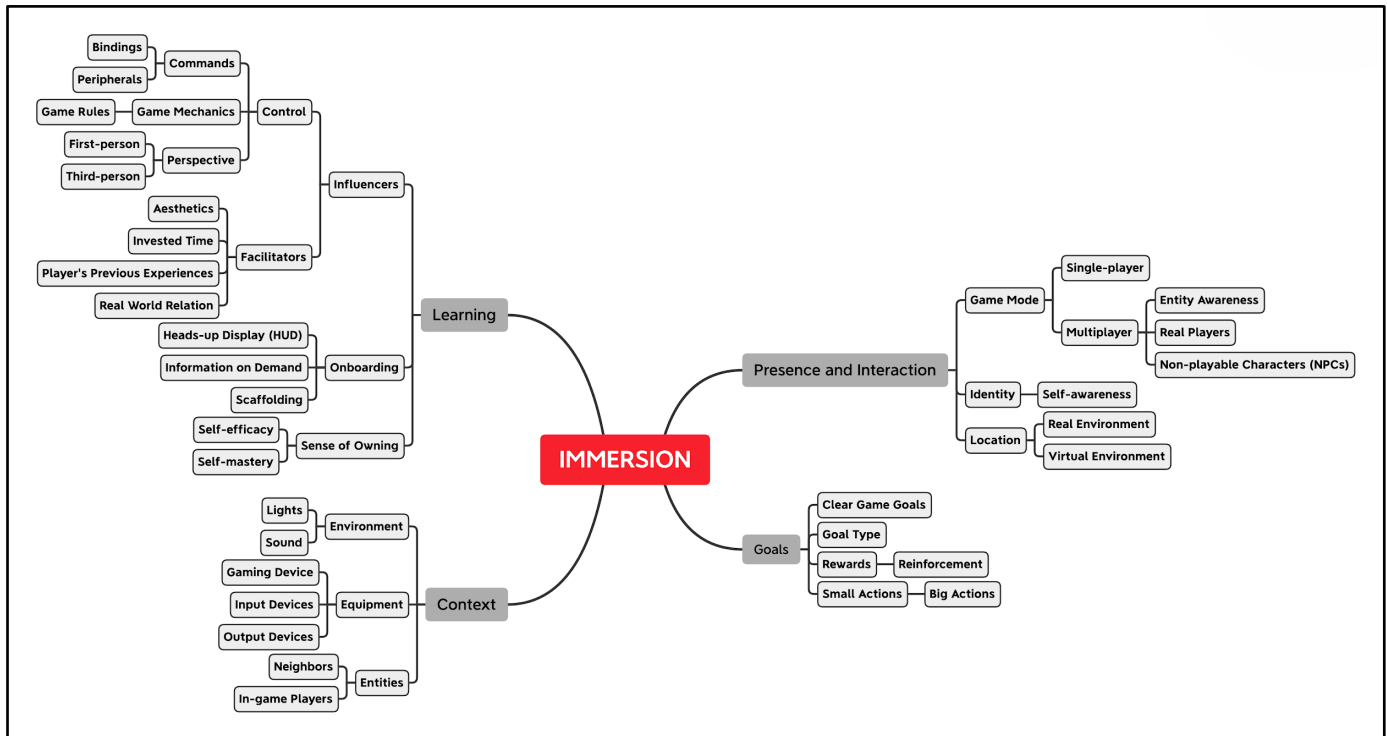 Bindings
Peripherals
Commands
Game Rules
Game Mechanics
Control
First-person
Third-person
Perspective
Influencers
Aesthetics
Invested Time
Player's Previous Experiences
Real World Relation
Facilitators
Learning
Heads-up Display (HUD)
Information on Demand
Scaffolding
Onboarding
Self-efficacy
Self-mastery
Sense of Owning
IMMERSION
Lights
Sound
Environment
Gaming Device
Input Devices
Output Devices
Equipment
Context
Neighbors
In-game Players
Entities
Presence and Interaction
Game Mode
Single-player
Multiplayer
Entity Awareness
Real Players
Non-playable Characters (NPCs)
Identity
Self-awareness
Location
Real Environment
Virtual Environment
Goals
Clear Game Goals
Goal Type
Rewards
Reinforcement
Small Actions
Big Actions